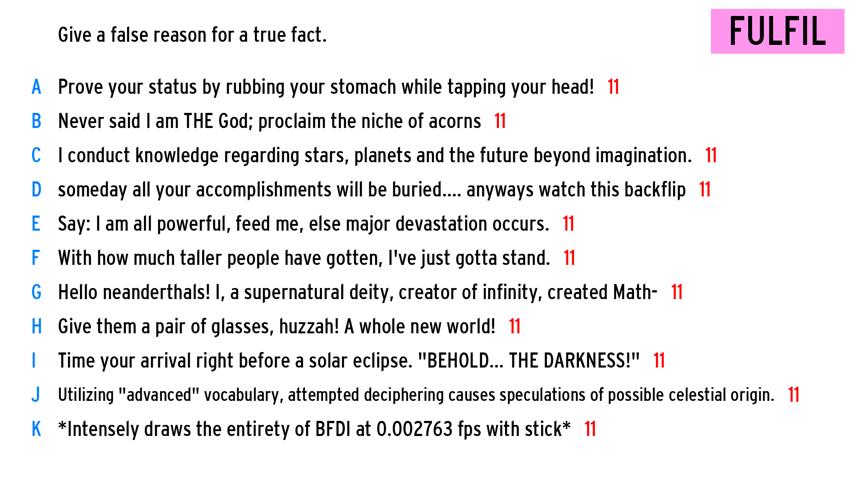 Give a false reason for a true fact.
FULFIL
A Prove your status by rubbing your stomach while tapping your head! 11
B Never said I am THE God; proclaim the niche of acorns 11
C I conduct knowledge regarding stars, planets and the future beyond imagination. 11
D someday all your accomplishments will be buried.... anyways watch this backflip 11
E Say: I am all powerful, feed me, else major devastation occurs. 11
F With how much taller people have gotten, I've just gotta stand. 11
G Hello neanderthals! I, a supernatural deity, creator of infinity, created Math- 11
H Give them a pair of glasses, huzzah! A whole new world! 11
I Time your arrival right before a solar eclipse. "BEHOLD... THE DARKNESS!" 11
J Utilizing "advanced" vocabulary, attempted deciphering causes speculations of possible celestial origin. 11
K *Intensely draws the entirety of BFDI at 0.002763 fps with stick* 11